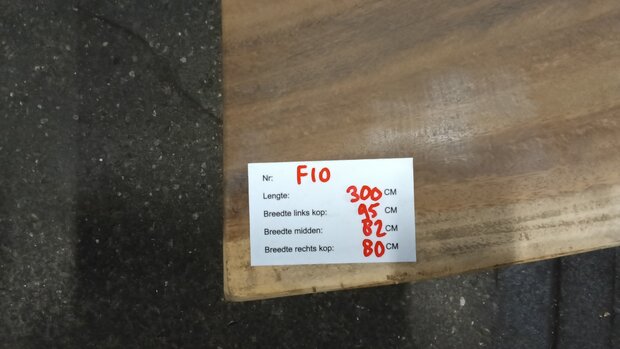 Nr: F10
Lengte: 300 CM
Breedte links kop: 95 CM
Breedte midden: 82 CM
Breedte rechts kop: 80 CM